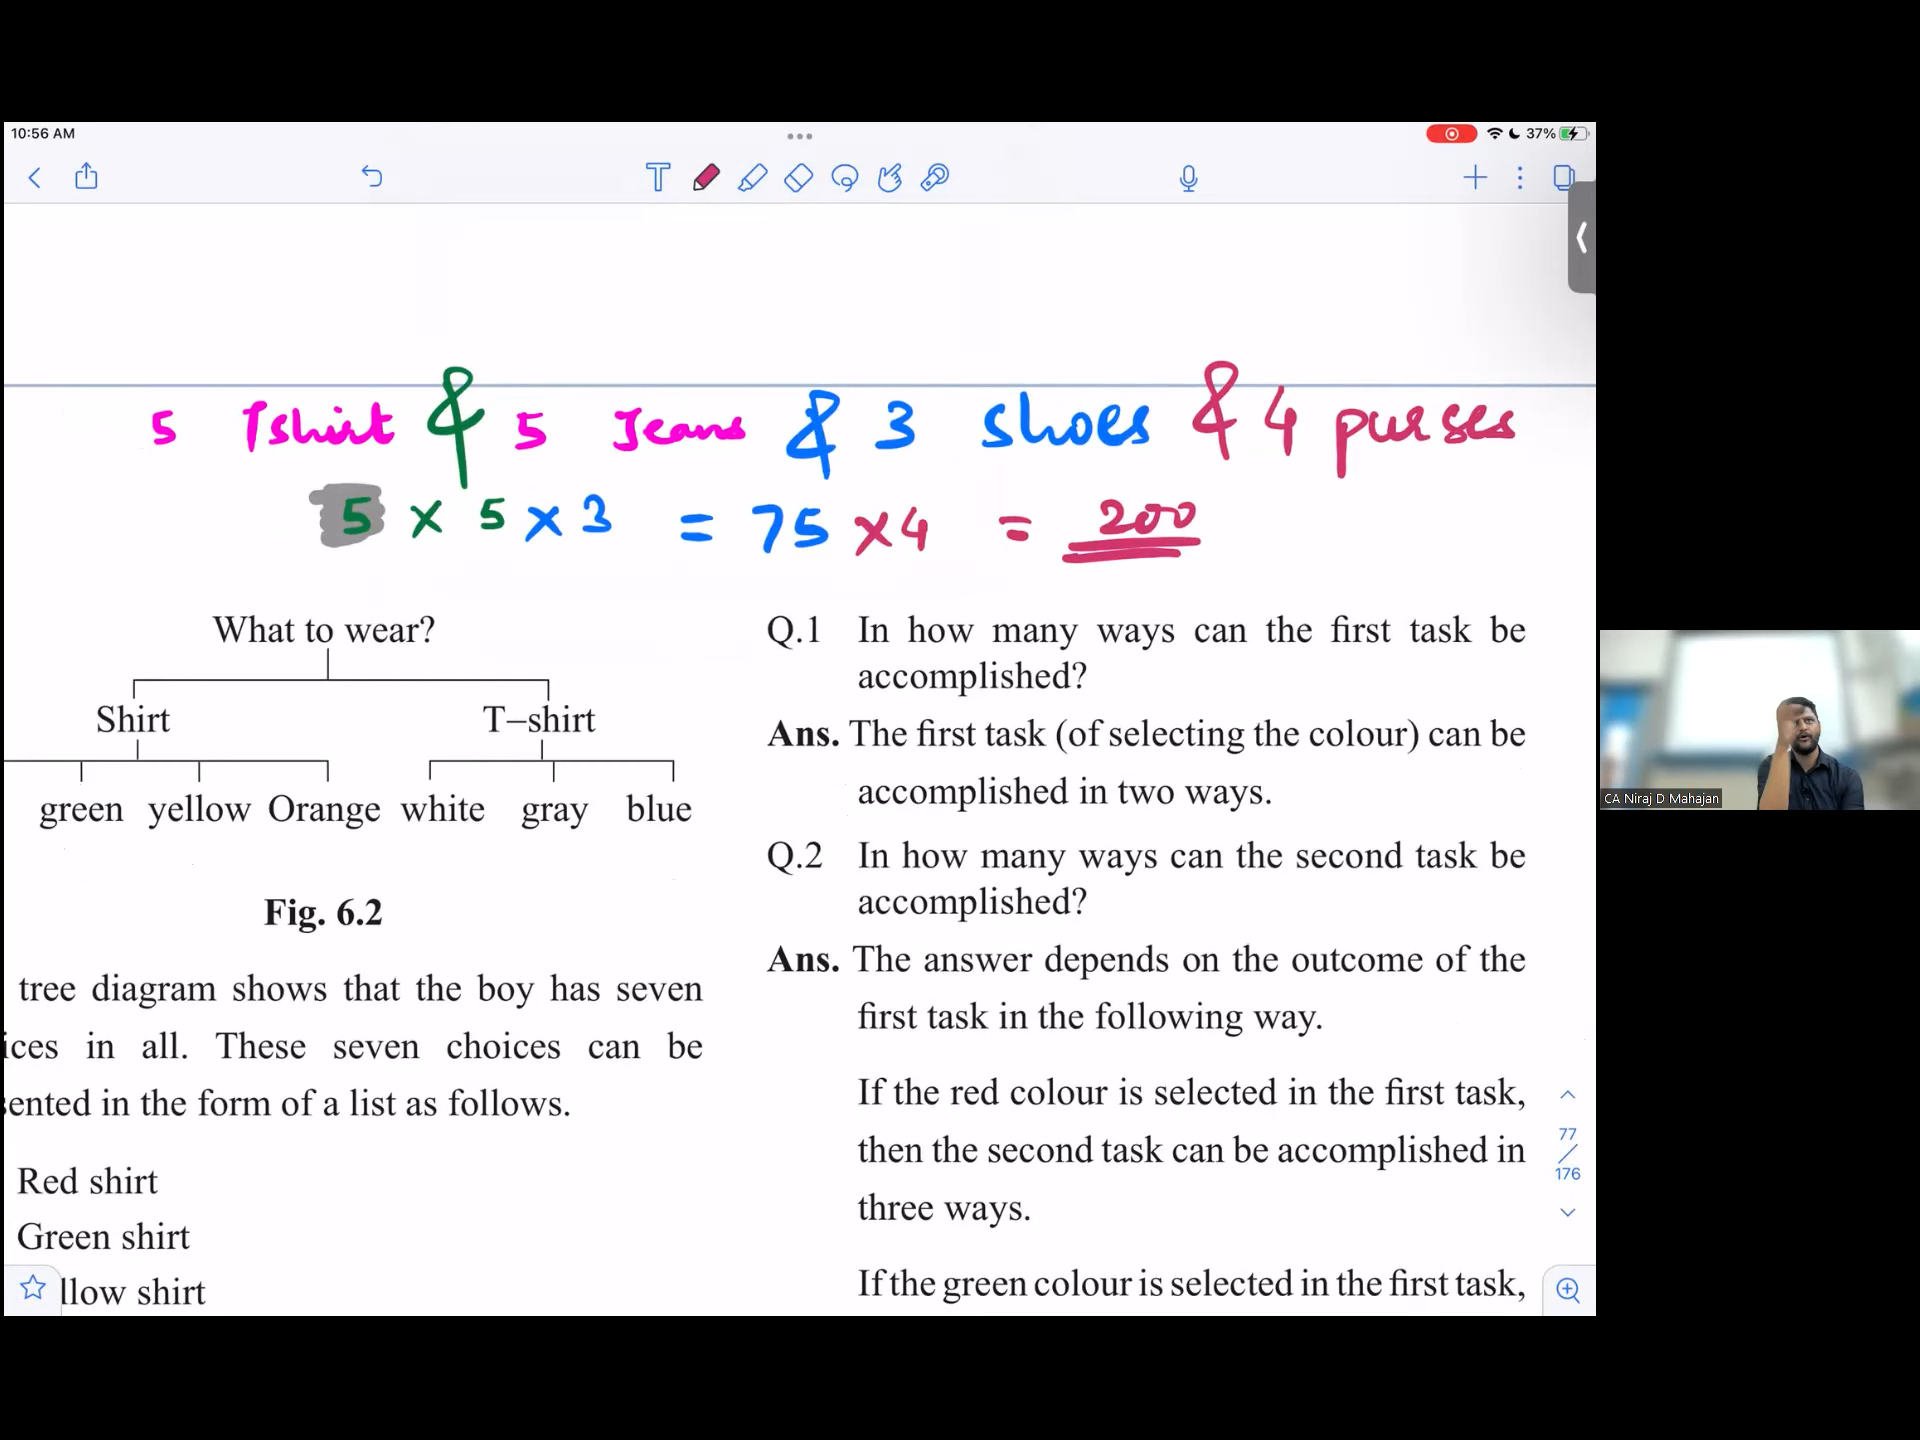 10:56 AM
37%
5 Tshirt & 5 Jeans & 3 shoes & 4 purses
5 × 5 × 3 = 75 × 4 = 200
What to wear?
Shirt T–shirt
green yellow Orange white gray blue
Fig. 6.2
tree diagram shows that the boy has seven
ices in all. These seven choices can be
sented in the form of a list as follows.
Red shirt
Green shirt
llow shirt
Q.1 In how many ways can the first task be
accomplished?
Ans. The first task (of selecting the colour) can be
accomplished in two ways.
Q.2 In how many ways can the second task be
accomplished?
Ans. The answer depends on the outcome of the
first task in the following way.
If the red colour is selected in the first task,
then the second task can be accomplished in
three ways.
If the green colour is selected in the first task,
77
176
CA Niraj D Mahajan